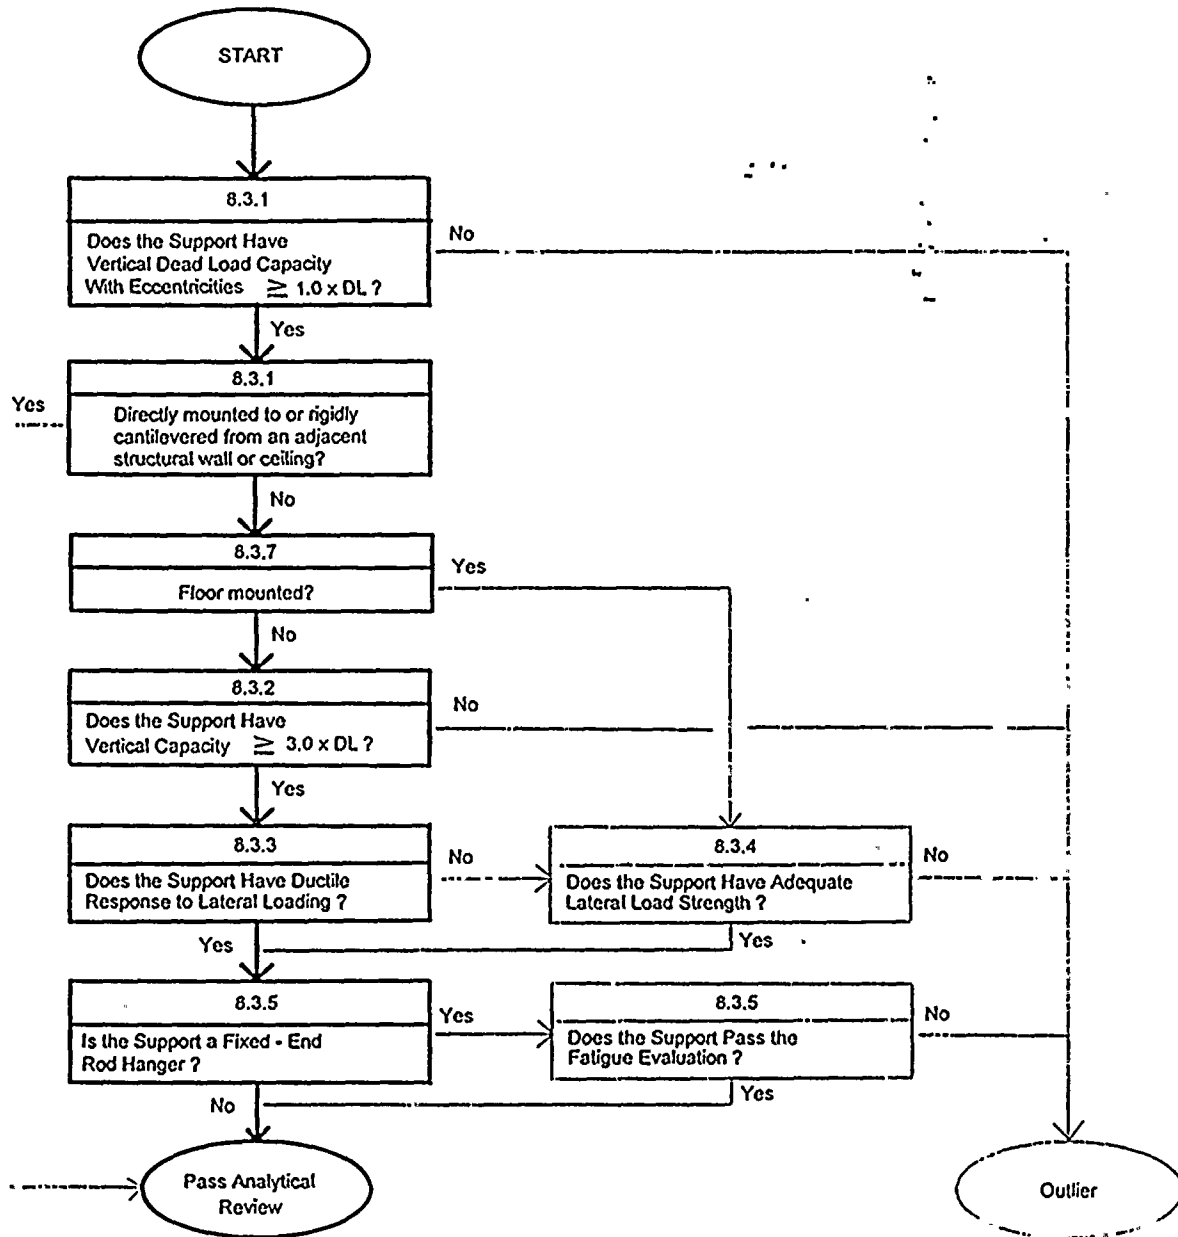 START
8.3.1
Does the Support Have
Vertical Dead Load Capacity
With Eccentricities ≧ 1.0 x DL ?
No
Yes
8.3.1
Yes
Directly mounted to or rigidly
cantilevered from an adjacent
structural wall or ceiling?
No
8.3.7
Yes
Floor mounted?
No
8.3.2
No
Does the Support Have
Vertical Capacity ≧ 3.0 x DL ?
Yes
8.3.3
No
Does the Support Have Ductile
Response to Lateral Loading ?
8.3.4
No
Does the Support Have Adequate
Lateral Load Strength ?
Yes
Yes
8.3.5
Yes
Is the Support a Fixed - End
Rod Hanger ?
8.3.5
No
Does the Support Pass the
Fatigue Evaluation ?
No
Yes
Pass Analytical
Review
Outlier